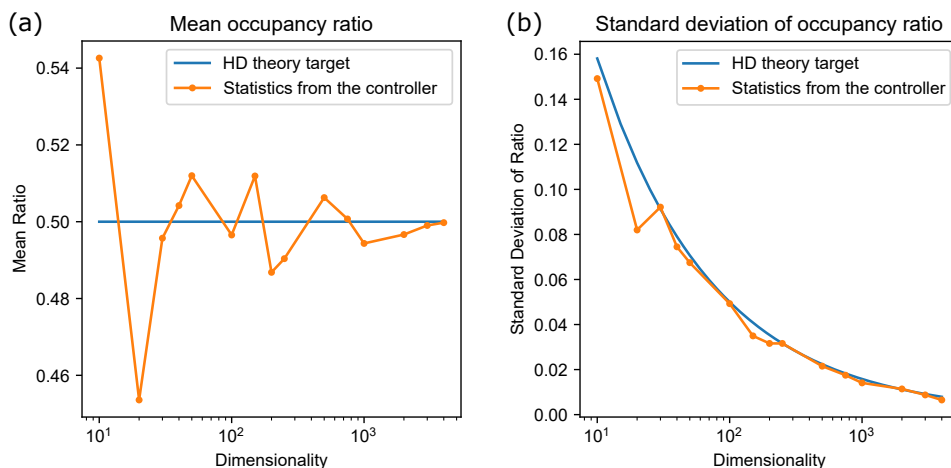 (a)
Mean occupancy ratio
HD theory target
Statistics from the controller
0.54
0.52
0.50
0.48
0.46
Mean Ratio
10¹
10²
10³
Dimensionality
(b)
Standard deviation of occupancy ratio
HD theory target
Statistics from the controller
0.16
0.14
0.12
0.10
0.08
0.06
0.04
0.02
0.00
Standard Deviation of Ratio
10¹
10²
10³
Dimensionality